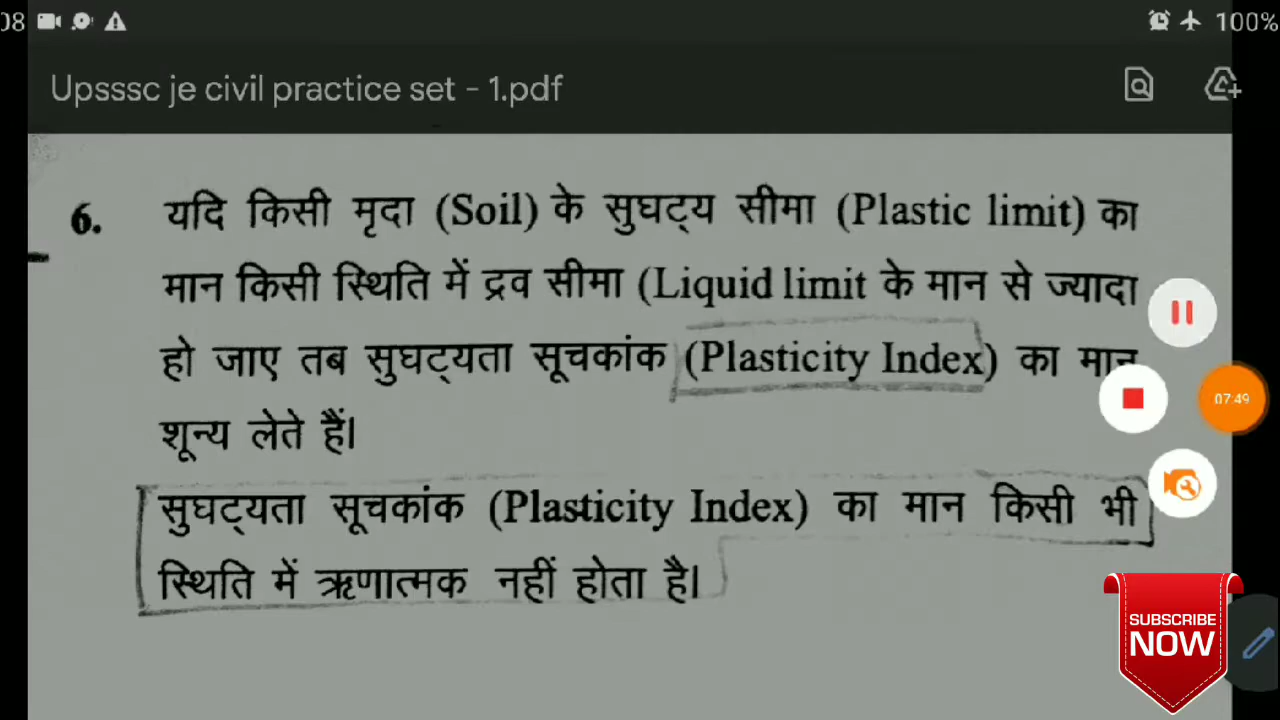 08
100%
Upsssc je civil practice set - 1.pdf
6. यदि किसी मृदा (Soil) के सुघट्य सीमा (Plastic limit) का
मान किसी स्थिति में द्रव सीमा (Liquid limit के मान से ज्यादा
हो जाए तब सुघट्यता सूचकांक (Plasticity Index) का मान
शून्य लेते हैं।
07:49
सुघट्यता सूचकांक (Plasticity Index) का मान किसी भी
स्थिति में ऋणात्मक नहीं होता है।
SUBSCRIBE
NOW